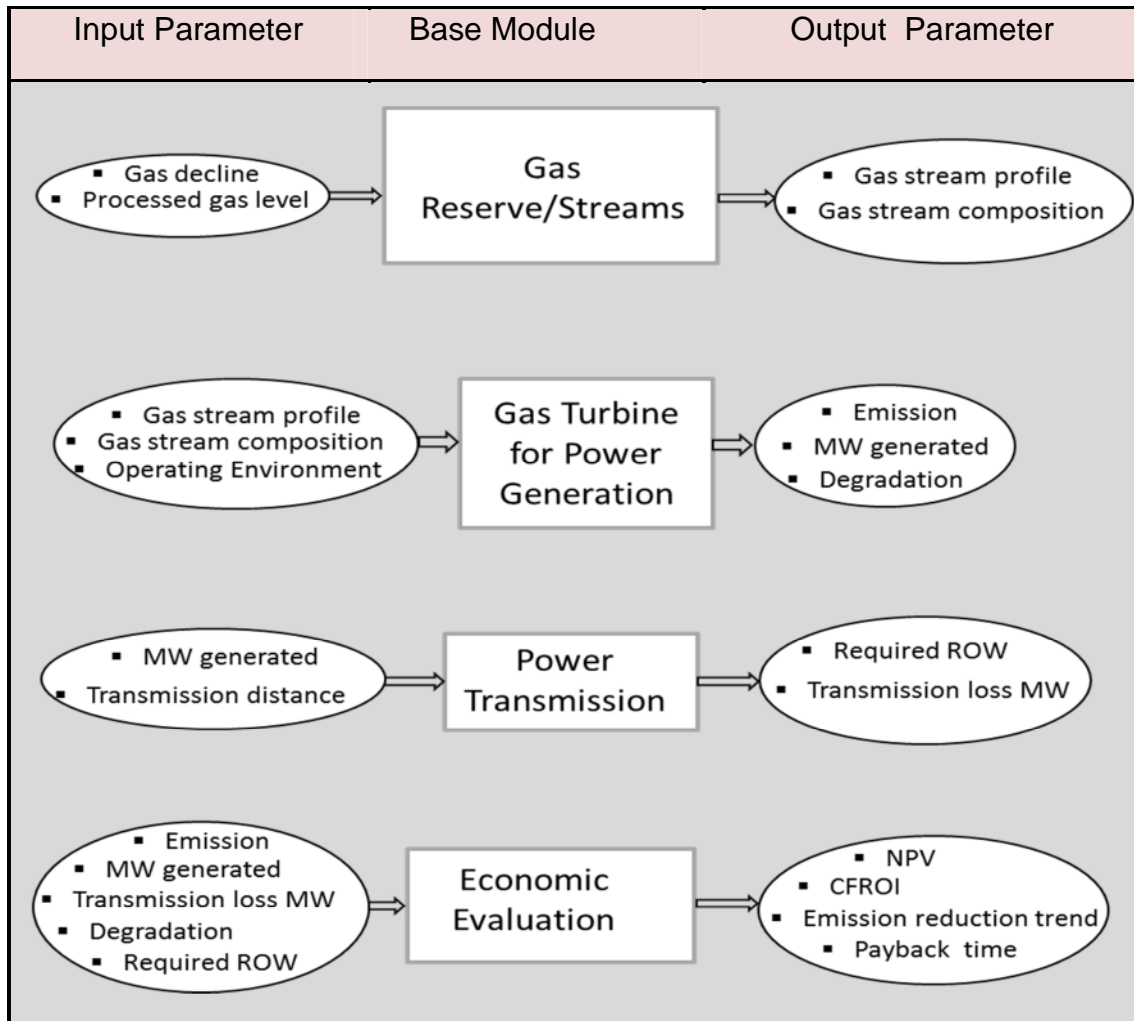 Input Parameter
Base Module
Output Parameter
▪ Gas decline
▪ Processed gas level
Gas
Reserve/Streams
▪ Gas stream profile
▪ Gas stream composition
▪ Gas stream profile
▪ Gas stream composition
▪ Operating Environment
Gas Turbine
for Power
Generation
▪ Emission
▪ MW generated
▪ Degradation
▪ MW generated
▪ Transmission distance
Power
Transmission
▪ Required ROW
▪ Transmission loss MW
▪ Emission
▪ MW generated
▪ Transmission loss MW
▪ Degradation
▪ Required ROW
Economic
Evaluation
▪ NPV
▪ CFROI
▪ Emission reduction trend
▪ Payback time